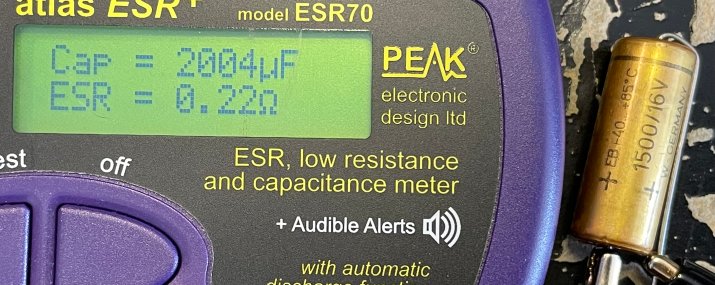 atlas ESR+
model ESR70
Cap = 2004µF
ESR = 0.22Ω
PEAK®
electronic
design ltd
est
off
ESR, low resistance
and capacitance meter
+ Audible Alerts
with automatic
EB -40..+85°C
1500/16V
W. GERMANY